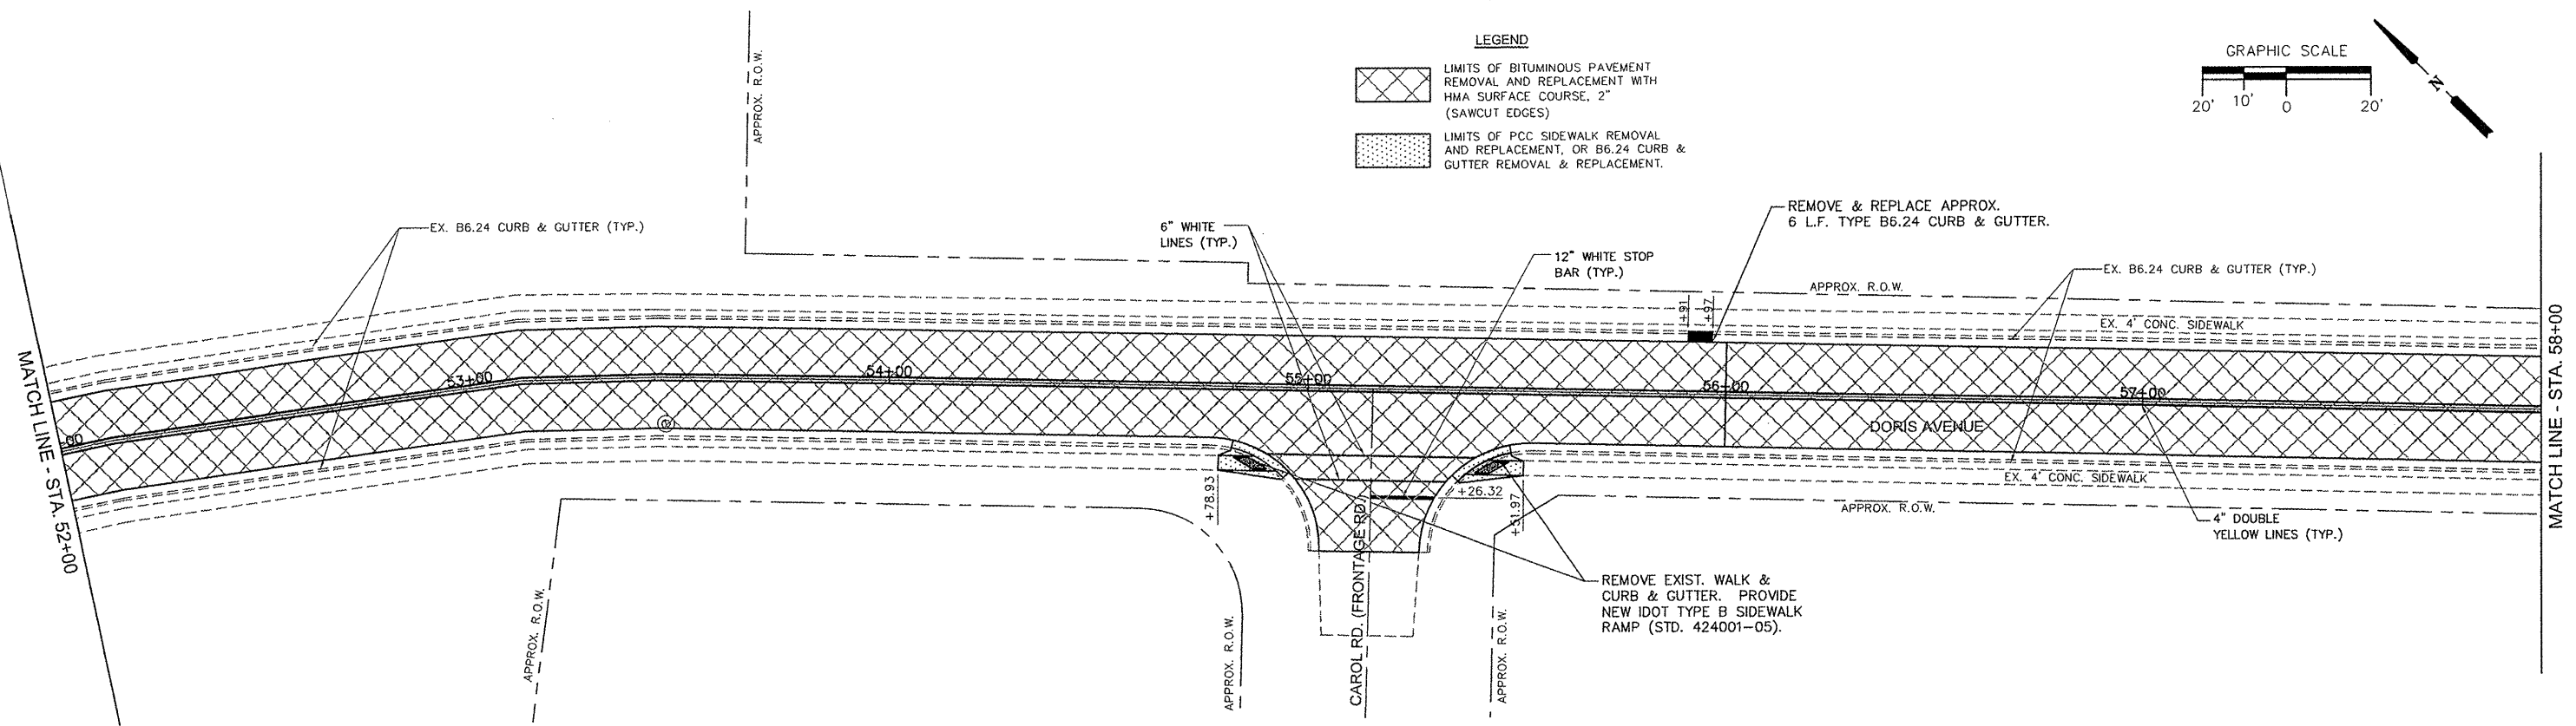 LEGEND
LIMITS OF BITUMINOUS PAVEMENT
REMOVAL AND REPLACEMENT WITH
HMA SURFACE COURSE, 2"
(SAWCUT EDGES)
LIMITS OF PCC SIDEWALK REMOVAL
AND REPLACEMENT, OR B6.24 CURB &
GUTTER REMOVAL & REPLACEMENT.
GRAPHIC SCALE
20' 10' 0 20'
N
APPROX. R.O.W.
EX. B6.24 CURB & GUTTER (TYP.)
6" WHITE
LINES (TYP.)
12" WHITE STOP
BAR (TYP.)
REMOVE & REPLACE APPROX.
6 L.F. TYPE B6.24 CURB & GUTTER.
EX. B6.24 CURB & GUTTER (TYP.)
APPROX. R.O.W.
+91
+97
EX. 4' CONC. SIDEWALK
MATCH LINE - STA. 52+00
00
53+00
54+00
55+00
56+00
57+00
DORIS AVENUE
MATCH LINE - STA. 58+00
EX. 4' CONC. SIDEWALK
+78.93
+26.32
+51.97
APPROX. R.O.W.
4" DOUBLE
YELLOW LINES (TYP.)
REMOVE EXIST. WALK &
CURB & GUTTER. PROVIDE
NEW IDOT TYPE B SIDEWALK
RAMP (STD. 424001-05).
APPROX. R.O.W.
APPROX. R.O.W.
CAROL RD. (FRONTAGE RD.)
APPROX. R.O.W.